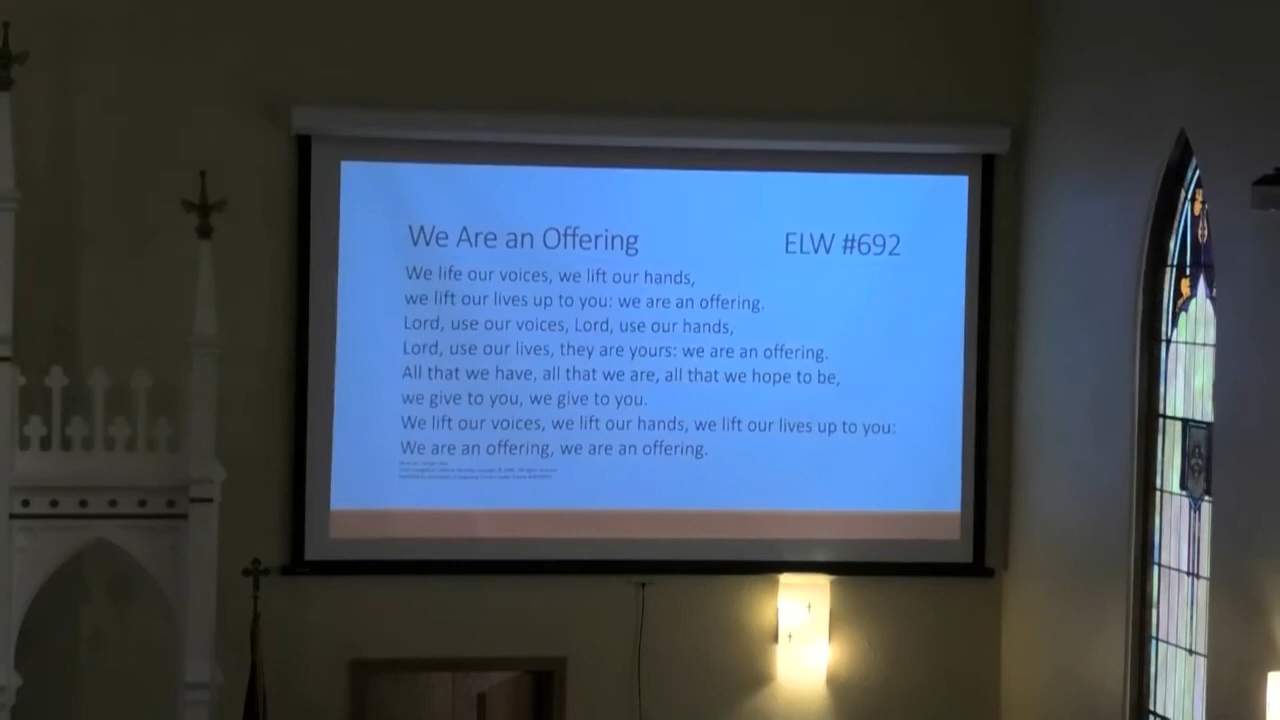 We Are an Offering ELW #692
We life our voices, we lift our hands,
we lift our lives up to you: we are an offering.
Lord, use our voices, Lord, use our hands,
Lord, use our lives, they are yours: we are an offering.
All that we have, all that we are, all that we hope to be,
we give to you, we give to you.
We lift our voices, we lift our hands, we lift our lives up to you:
We are an offering, we are an offering.